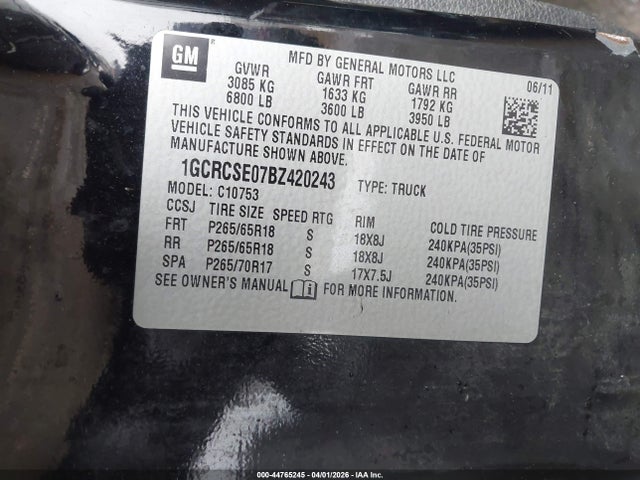 GM
MFD BY GENERAL MOTORS LLC
GVWR GAWR FRT GAWR RR 06/11
3085 KG 1633 KG 1792 KG
6800 LB 3600 LB 3950 LB
THIS VEHICLE CONFORMS TO ALL APPLICABLE U.S. FEDERAL MOTOR
VEHICLE SAFETY STANDARDS IN EFFECT ON THE DATE OF
MANUFACTURE SHOWN ABOVE.
1GCRCSE07BZ420243 TYPE: TRUCK
MODEL: C10753
CCSJ TIRE SIZE SPEED RTG RIM COLD TIRE PRESSURE
FRT P265/65R18 S 18X8J 240KPA(35PSI)
RR P265/65R18 S 18X8J 240KPA(35PSI)
SPA P265/70R17 S 17X7.5J 240KPA(35PSI)
SEE OWNER'S MANUAL FOR MORE INFORMATION.
000-44765245 - 04/01/2026 - IAA Inc.